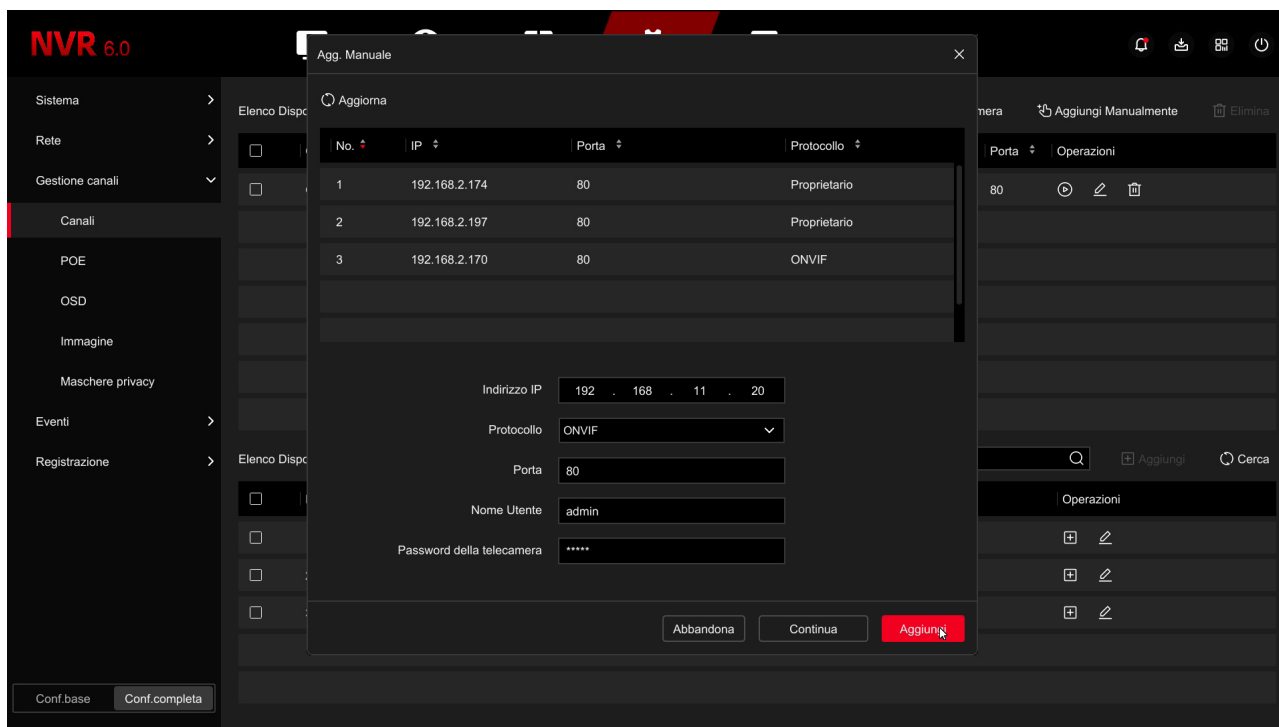 NVR 6.0
Agg. Manuale
Sistema
Rete
Gestione canali
Canali
POE
OSD
Immagine
Maschere privacy
Eventi
Registrazione
Conf.base Conf.completa
Elenco Aggiungi Manualmente Elimina
Porta Operazioni
80
Aggiorna
No. IP Porta Protocollo
1 192.168.2.174 80 Proprietario
2 192.168.2.197 80 Proprietario
3 192.168.2.170 80 ONVIF
Indirizzo IP 192 . 168 . 11 . 20
Protocollo ONVIF
Porta 80
Nome Utente admin
Password della telecamera *****
Abbandona Continua Aggiungi
Elenco Aggiungi Cerca
Operazioni